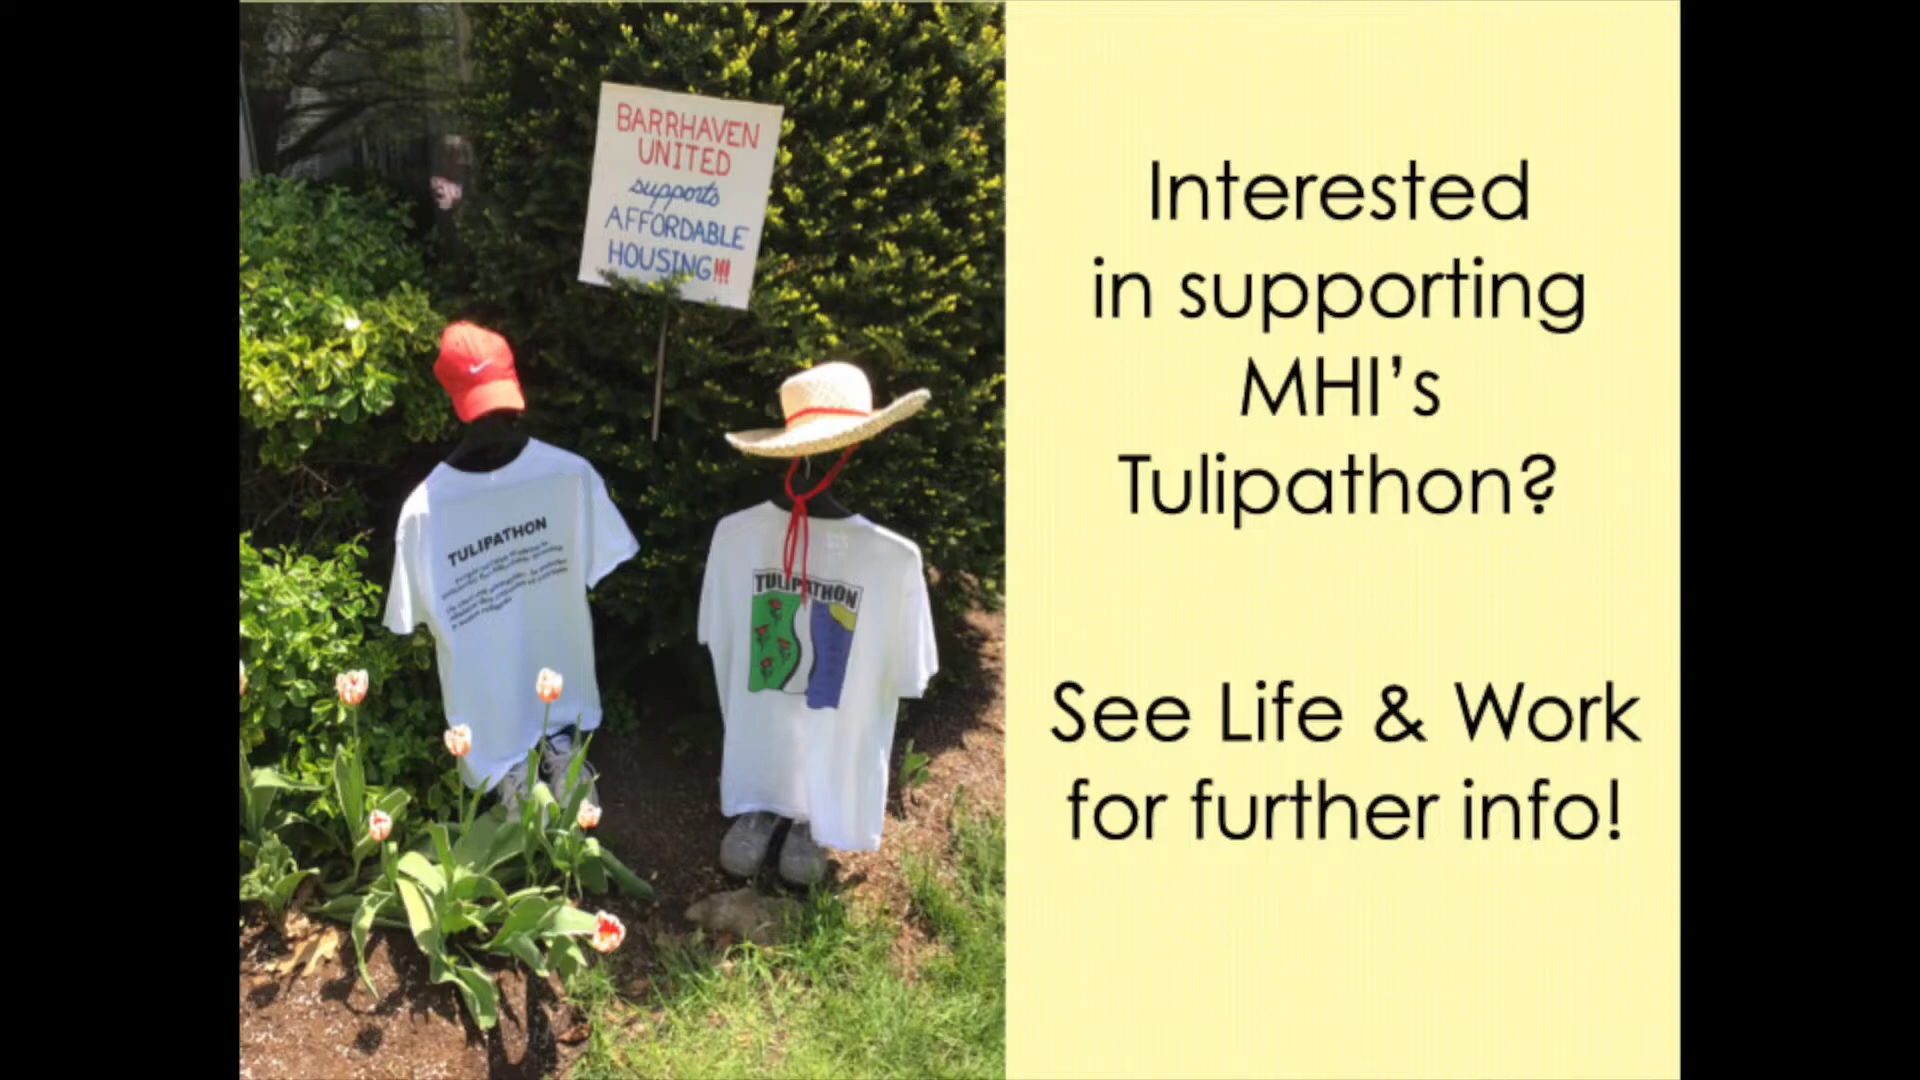 BARRHAVEN
UNITED
supports
AFFORDABLE
HOUSING!!!
TULIPATHON
TULIPATHON
Interested
in supporting
MHI’s
Tulipathon?
See Life & Work
for further info!